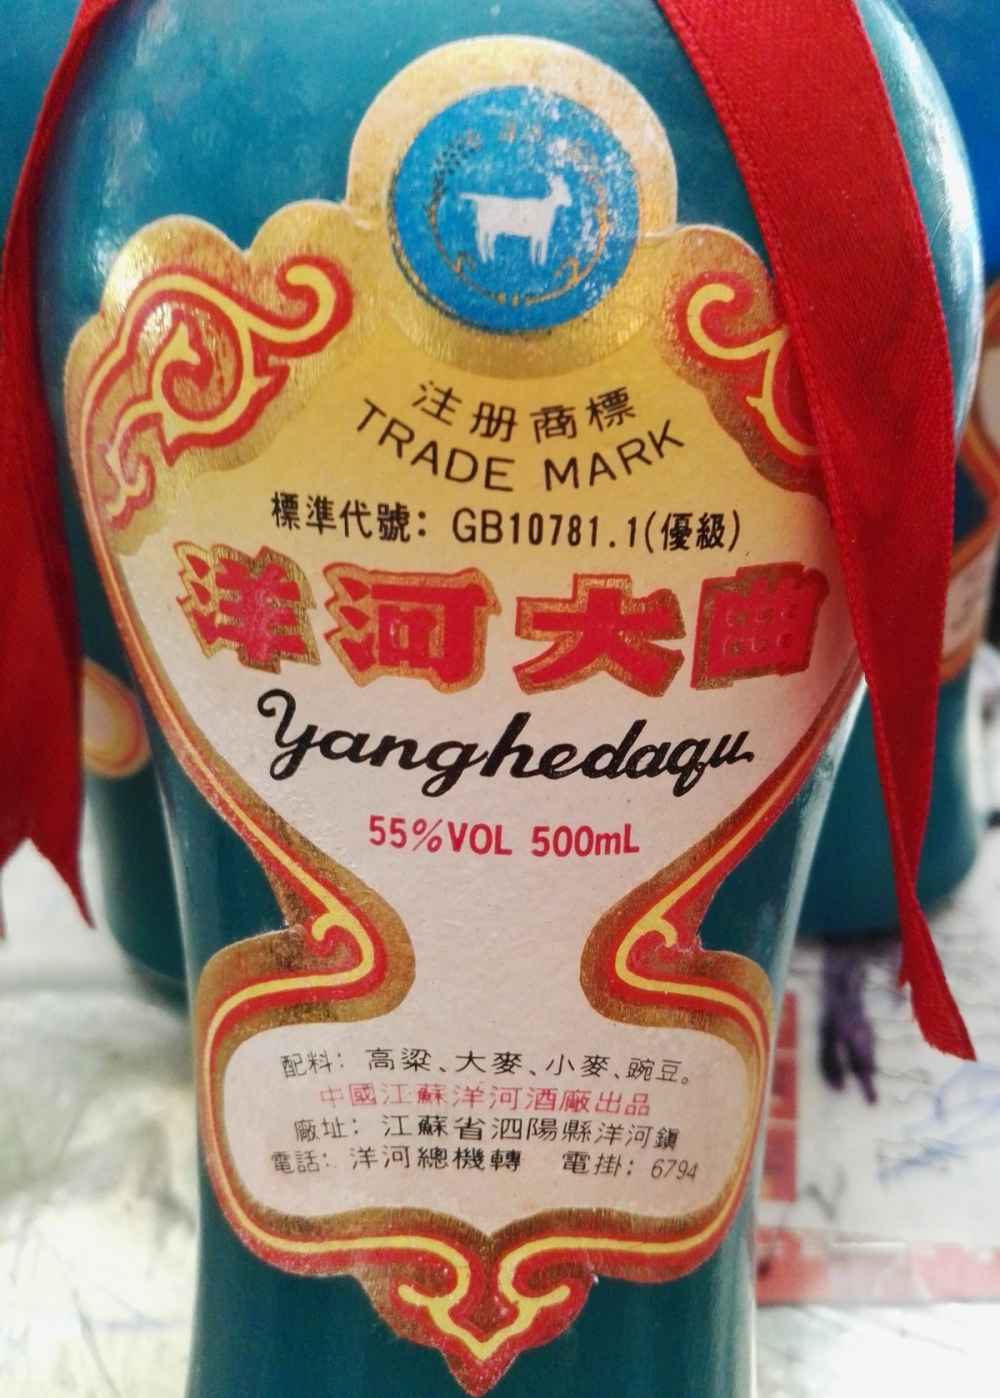 注册商標
TRADE MARK
標準代號：GB10781.1(優級)
洋河大曲
Yanghedaqu
55%VOL 500mL
配料：高粱、大麥、小麥、豌豆。
中國江蘇洋河酒廠出品
廠址：江蘇省泗陽縣洋河鎮
電話：洋河總機轉 電掛：6794